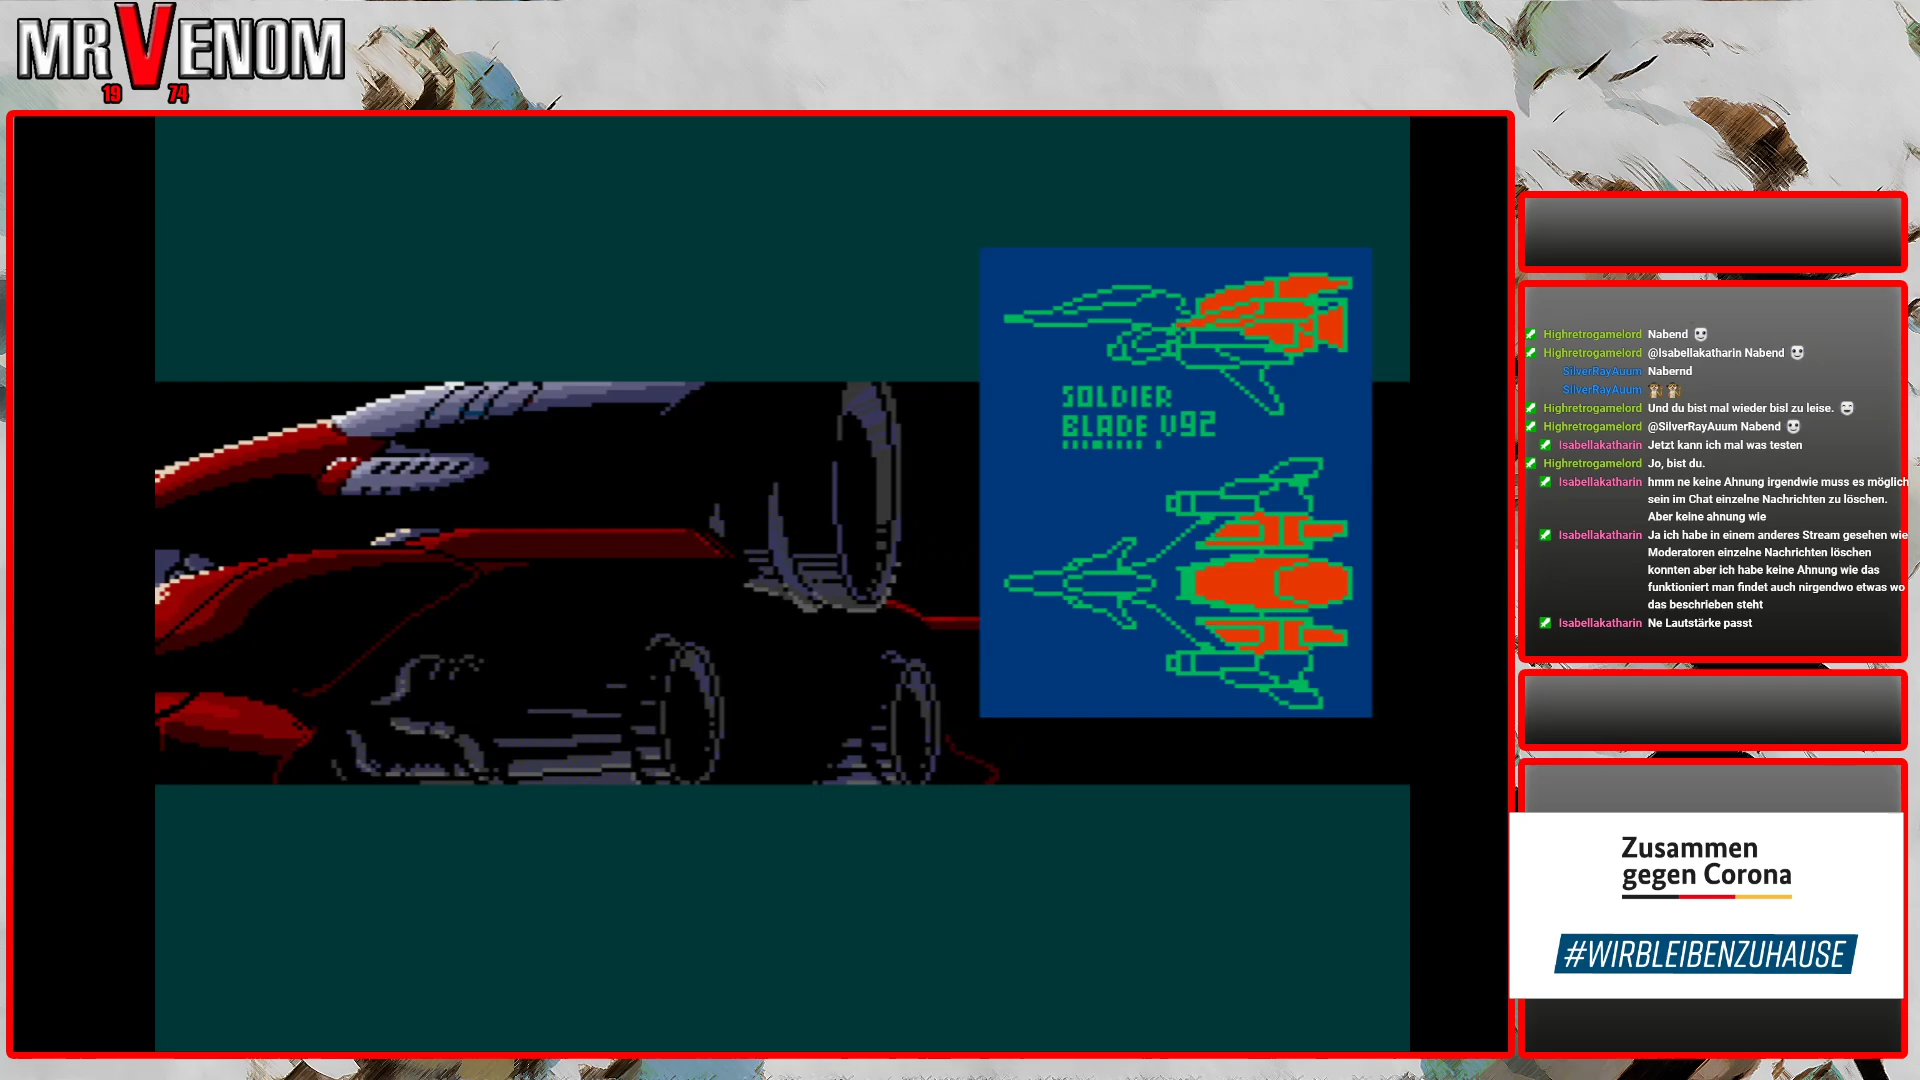 MRVENOM
19 74
SOLDIER
BLADE V92
Highretrogamelord Nabend
Highretrogamelord @Isabellakatharin Nabend
SilverRayAuum Nabernd
SilverRayAuum
Highretrogamelord Und du bist mal wieder bisl zu leise.
Highretrogamelord @SilverRayAuum Nabend
Isabellakatharin Jetzt kann ich mal was testen
Highretrogamelord Jo, bist du.
Isabellakatharin hmm ne keine Ahnung irgendwie muss es möglich
sein im Chat einzelne Nachrichten zu löschen.
Aber keine ahnung wie
Isabellakatharin Ja ich habe in einem anderes Stream gesehen wie
Moderatoren einzelne Nachrichten löschen
konnten aber ich habe keine Ahnung wie das
funktioniert man findet auch nirgendwo etwas wo
das beschrieben steht
Isabellakatharin Ne Lautstärke passt
Zusammen
gegen Corona
#WIRBLEIBENZUHAUSE